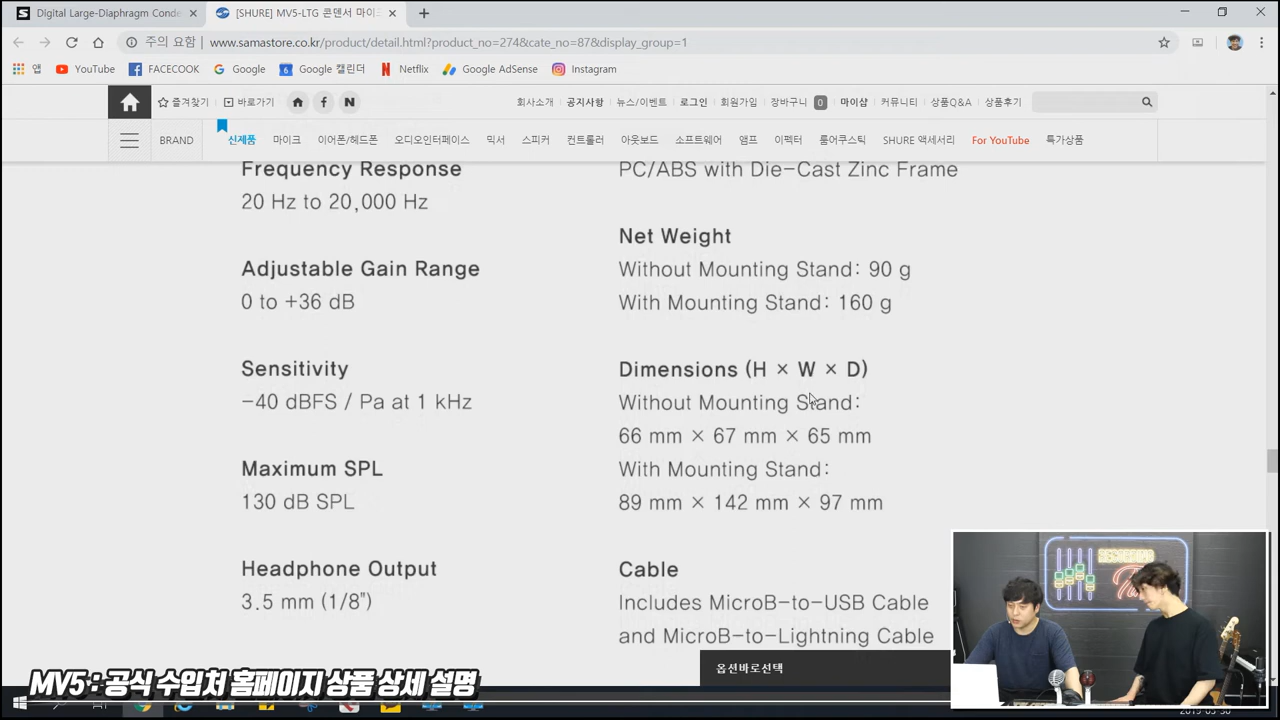 Digital Large-Diaphragm Conde
[SHURE] MV5-LTG 콘덴서 마이크
주의 요함
www.samastore.co.kr/product/detail.html?product_no=274&cate_no=87&display_group=1
앱
YouTube
FACECOOK
Google
Google 캘린더
Netflix
Google AdSense
Instagram
즐겨찾기
바로가기
회사소개
공지사항
뉴스/이벤트
로그인
회원가입
장바구니 0
마이샵
커뮤니티
상품Q&A
상품후기
BRAND
신제품
마이크
이어폰/헤드폰
오디오인터페이스
믹서
스피커
컨트롤러
아웃보드
소프트웨어
앰프
이펙터
룸어쿠스틱
SHURE 액세서리
For YouTube
특가상품
Frequency Response
20 Hz to 20,000 Hz
Adjustable Gain Range
0 to +36 dB
Sensitivity
-40 dBFS / Pa at 1 kHz
Maximum SPL
130 dB SPL
Headphone Output
3.5 mm (1/8")
PC/ABS with Die-Cast Zinc Frame
Net Weight
Without Mounting Stand: 90 g
With Mounting Stand: 160 g
Dimensions (H × W × D)
Without Mounting Stand:
66 mm × 67 mm × 65 mm
With Mounting Stand:
89 mm × 142 mm × 97 mm
Cable
Includes MicroB-to-USB Cable
and MicroB-to-Lightning Cable
옵션바로선택
RECORDING
MV5 : 공식 수입처 홈페이지 상품 상세 설명
2019-05-30